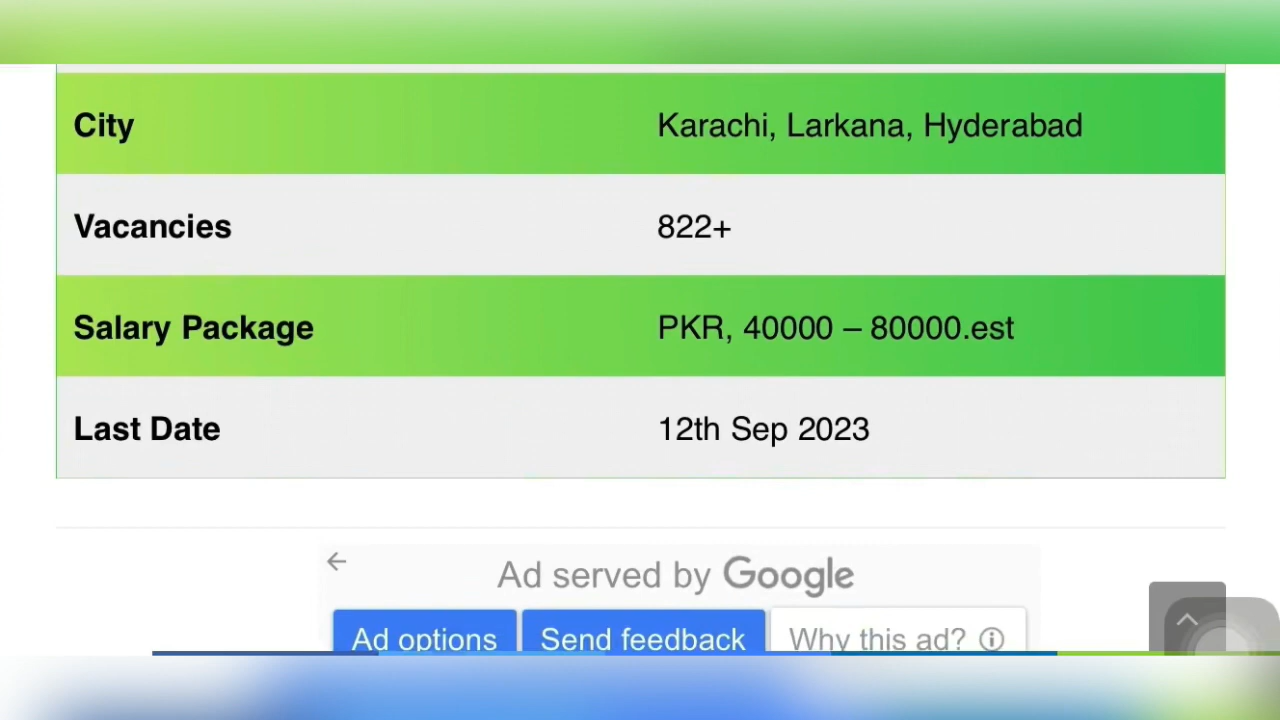 City
Karachi, Larkana, Hyderabad
Vacancies
822+
Salary Package
PKR, 40000 – 80000.est
Last Date
12th Sep 2023
Ad served by Google
Ad options
Send feedback
Why this ad?